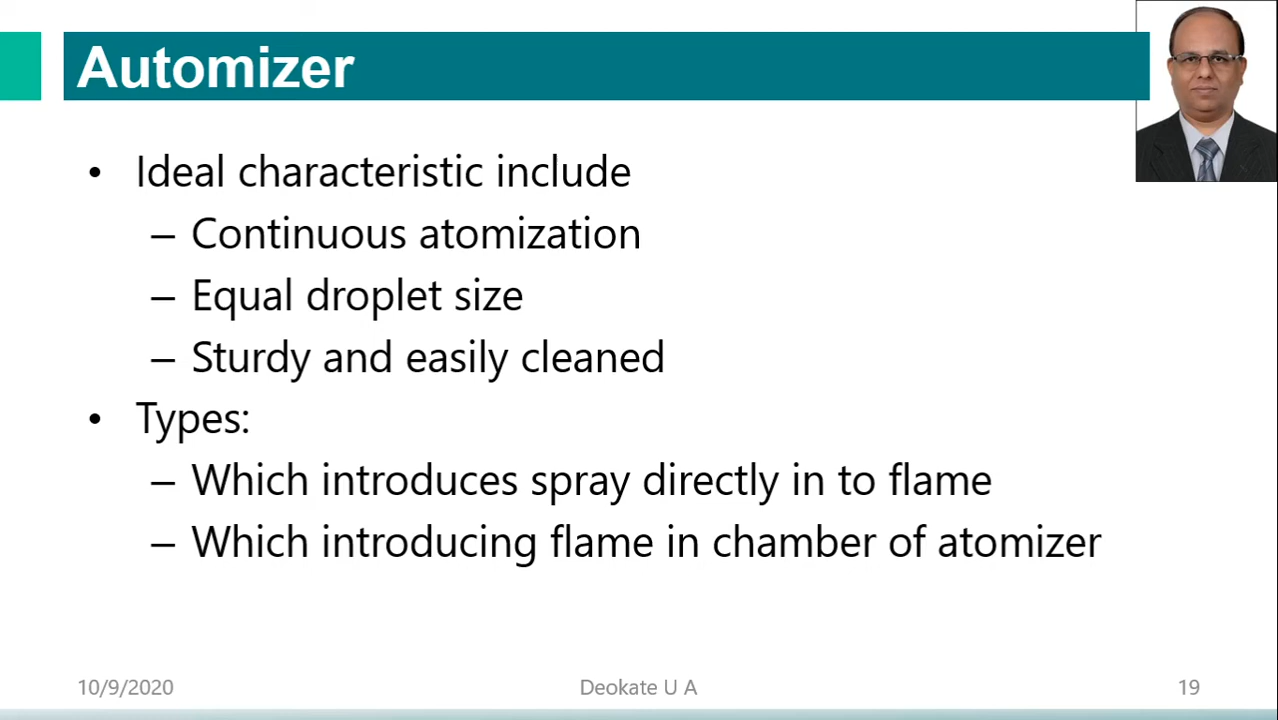 Automizer
• Ideal characteristic include
– Continuous atomization
– Equal droplet size
– Sturdy and easily cleaned
• Types:
– Which introduces spray directly in to flame
– Which introducing flame in chamber of atomizer
10/9/2020 Deokate U A 19